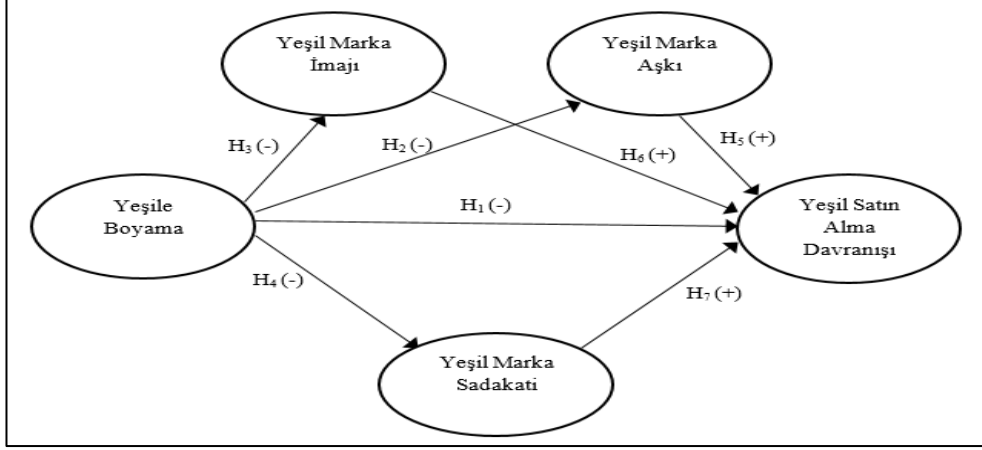 Yeşil Marka
İmajı
Yeşil Marka
Aşkı
H₃ (-)
H₂ (-)
H₆ (+)
H₅ (+)
Yeşile
Boyama
H₁ (-)
Yeşil Satın
Alma
Davranışı
H₄ (-)
H₇ (+)
Yeşil Marka
Sadakati